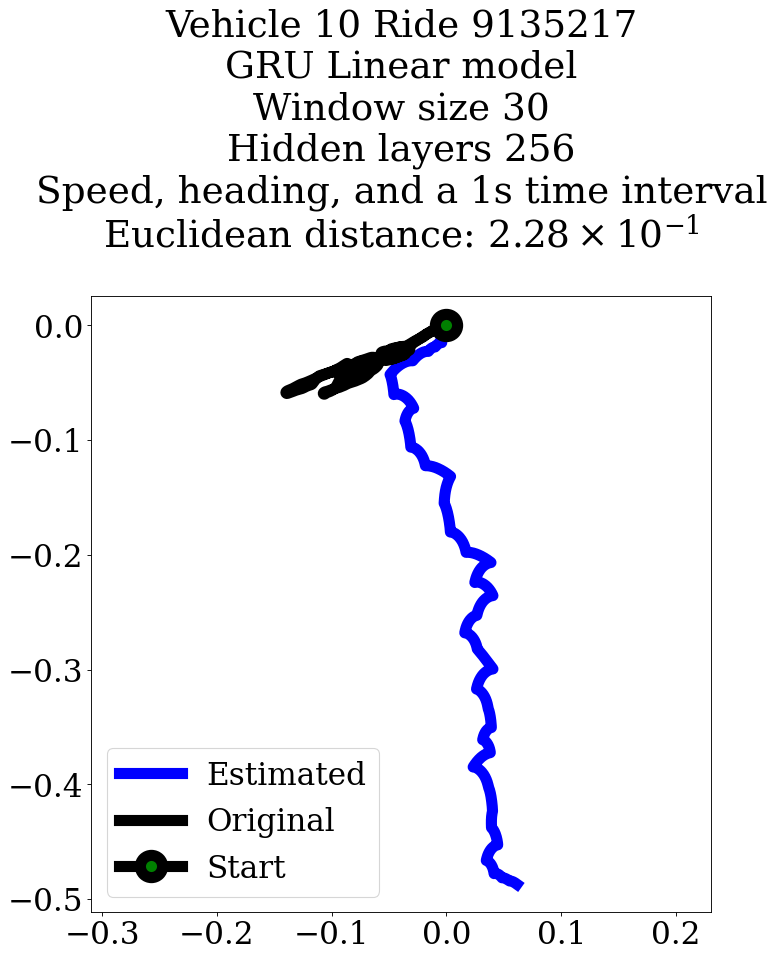 Vehicle 10 Ride 9135217
GRU Linear model
Window size 30
Hidden layers 256
Speed, heading, and a 1s time interval
Euclidean distance: 2.28 × 10⁻¹
0.0
−0.1
−0.2
−0.3
−0.4
−0.5
Estimated
Original
Start
−0.3 −0.2 −0.1 0.0 0.1 0.2